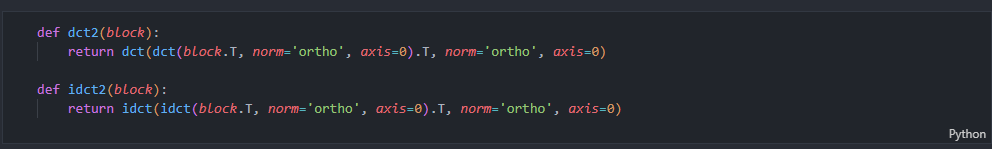 def dct2(block):
    return dct(dct(block.T, norm='ortho', axis=0).T, norm='ortho', axis=0)

def idct2(block):
    return idct(idct(block.T, norm='ortho', axis=0).T, norm='ortho', axis=0)
Python